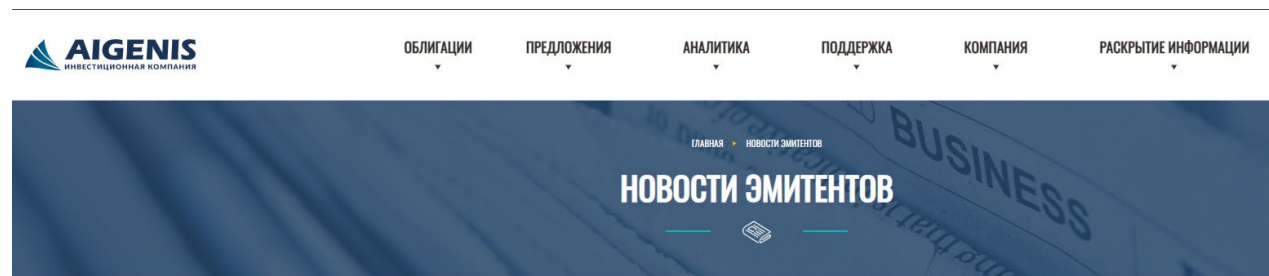 AIGENIS
ИНВЕСТИЦИОННАЯ КОМПАНИЯ
ОБЛИГАЦИИ ПРЕДЛОЖЕНИЯ АНАЛИТИКА ПОДДЕРЖКА КОМПАНИЯ РАСКРЫТИЕ ИНФОРМАЦИИ
ГЛАВНАЯ ▸ НОВОСТИ ЭМИТЕНТОВ
BUSINESS
НОВОСТИ ЭМИТЕНТОВ